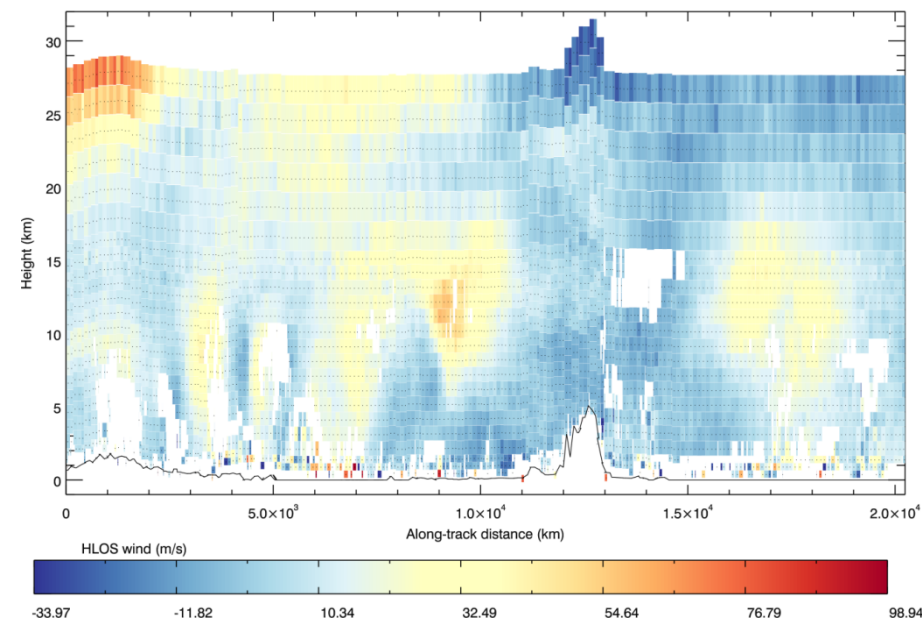 30
25
20
15
10
5
0
Height (km)
0 5.0×10³ 1.0×10⁴ 1.5×10⁴ 2.0×10⁴
Along-track distance (km)
HLOS wind (m/s)
-33.97 -11.82 10.34 32.49 54.64 76.79 98.94